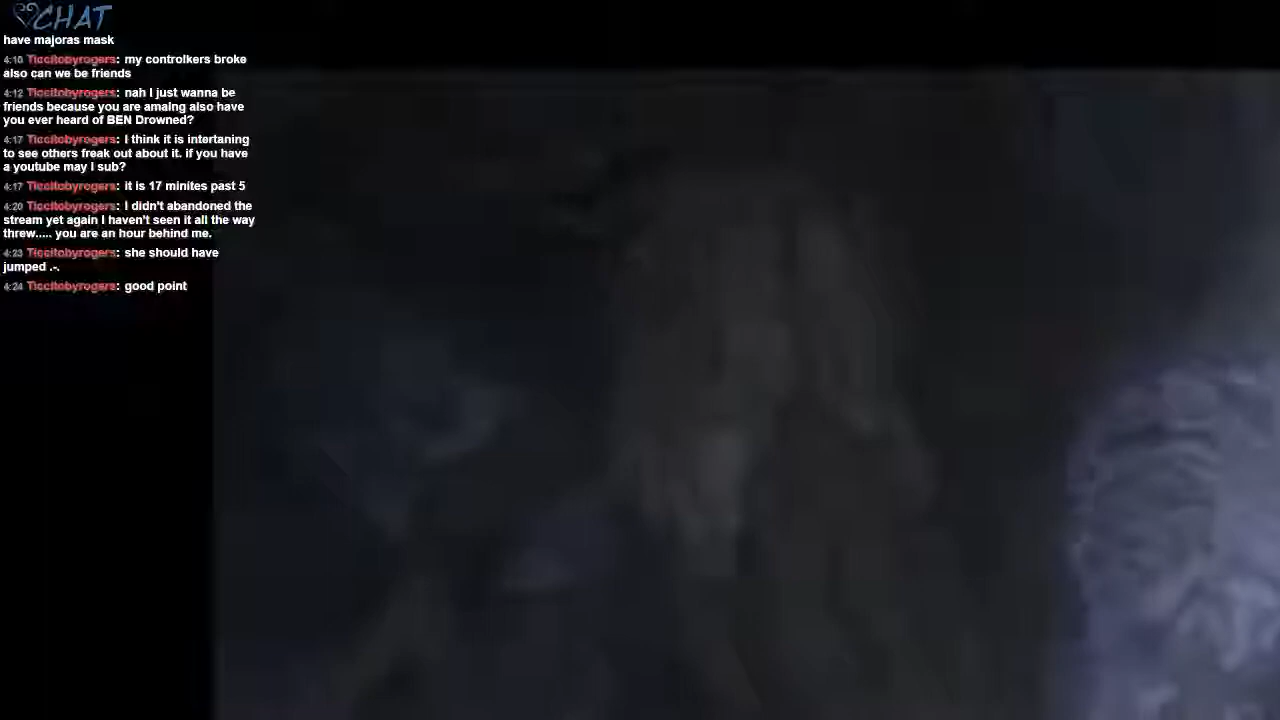 CHAT
have majoras mask
4:10 Ticcitobyrogers: my controlkers broke
also can we be friends
4:12 Ticcitobyrogers: nah I just wanna be
friends because you are amaing also have
you ever heard of BEN Drowned?
4:17 Ticcitobyrogers: I think it is intertaning
to see others freak out about it. if you have
a youtube may I sub?
4:17 Ticcitobyrogers: it is 17 minites past 5
4:20 Ticcitobyrogers: I didn't abandoned the
stream yet again I haven't seen it all the way
threw..... you are an hour behind me.
4:23 Ticcitobyrogers: she should have
jumped .-.
4:24 Ticcitobyrogers: good point